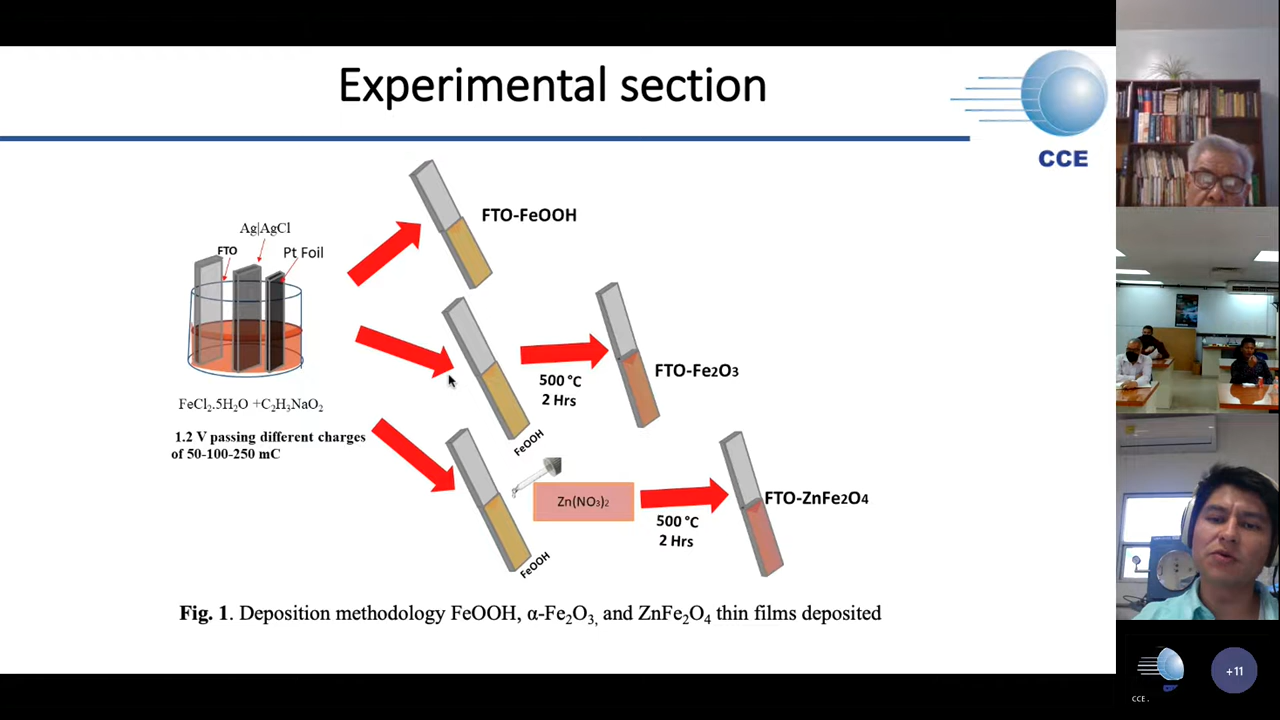 Experimental section
CCE
FTO-FeOOH
Ag|AgCl
FTO
Pt Foil
500 °C
2 Hrs
FTO-Fe2O3
FeCl₂.5H₂O +C₂H₃NaO₂
1.2 V passing different charges
of 50-100-250 mC
FeOOH
Zn(NO₃)₂
500 °C
2 Hrs
FTO-ZnFe2O4
FeOOH
Fig. 1. Deposition methodology FeOOH, α-Fe₂O₃, and ZnFe₂O₄ thin films deposited
+11
CCE.